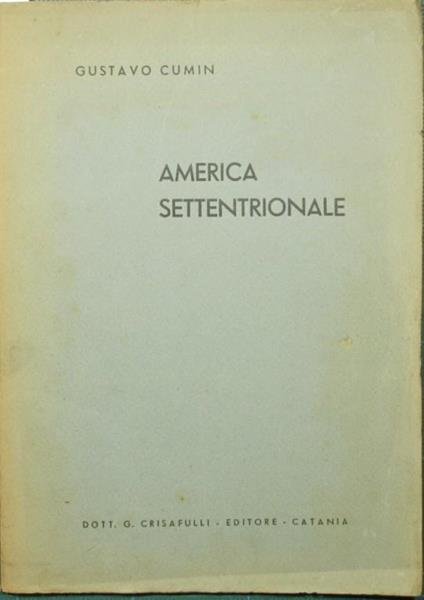 GUSTAVO CUMIN
AMERICA
SETTENTRIONALE
DOTT. G. CRISAFULLI - EDITORE - CATANIA